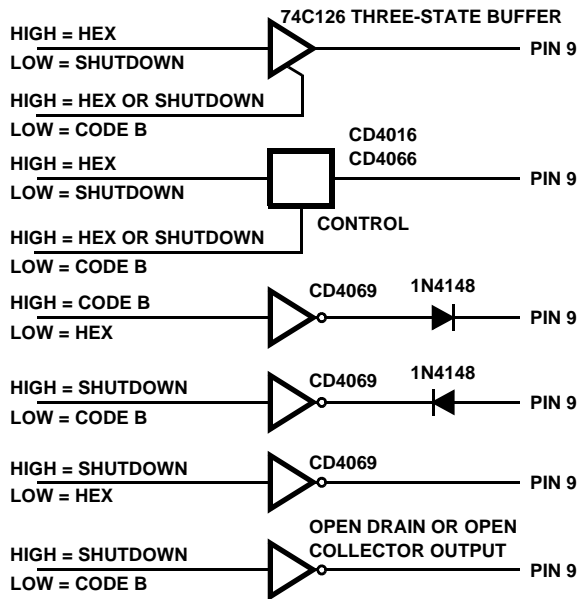 74C126 THREE-STATE BUFFER
HIGH = HEX
LOW = SHUTDOWN
PIN 9
HIGH = HEX OR SHUTDOWN
LOW = CODE B
CD4016
CD4066
HIGH = HEX
LOW = SHUTDOWN
PIN 9
CONTROL
HIGH = HEX OR SHUTDOWN
LOW = CODE B
CD4069
1N4148
HIGH = CODE B
LOW = HEX
PIN 9
CD4069
1N4148
HIGH = SHUTDOWN
LOW = CODE B
PIN 9
CD4069
HIGH = SHUTDOWN
LOW = HEX
PIN 9
OPEN DRAIN OR OPEN
COLLECTOR OUTPUT
HIGH = SHUTDOWN
LOW = CODE B
PIN 9